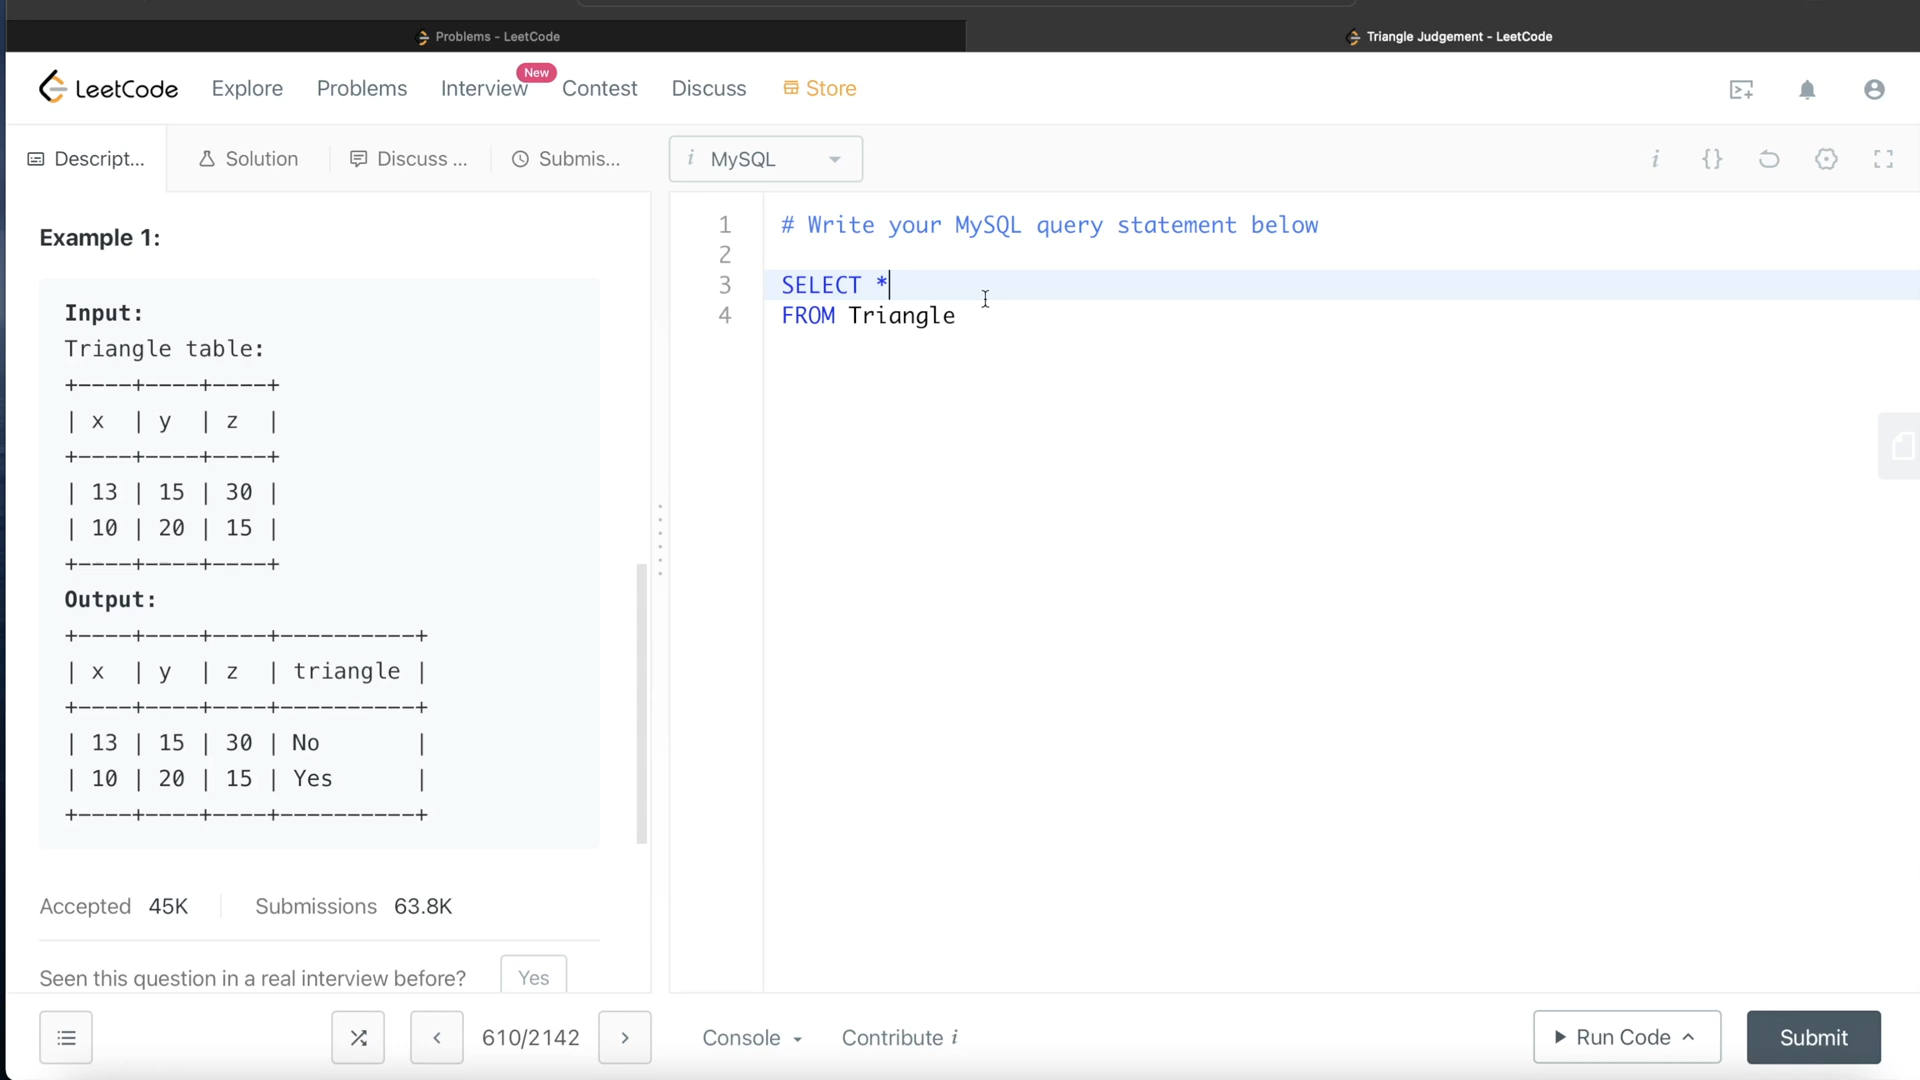 Problems - LeetCode
Triangle Judgement - LeetCode
LeetCode
Explore
Problems
Interview
New
Contest
Discuss
Store
Descript...
Solution
Discuss ...
Submis...
i MySQL
i {}
Example 1:
Input:
Triangle table:
+----+----+----+
| x  | y  | z  |
+----+----+----+
| 13 | 15 | 30 |
| 10 | 20 | 15 |
+----+----+----+
Output:
+----+----+----+----------+
| x  | y  | z  | triangle |
+----+----+----+----------+
| 13 | 15 | 30 | No       |
| 10 | 20 | 15 | Yes      |
+----+----+----+----------+
Accepted 45K Submissions 63.8K
Seen this question in a real interview before? Yes
1 # Write your MySQL query statement below
2
3 SELECT *
4 FROM Triangle
< 610/2142 >
Console
Contribute i
Run Code
Submit